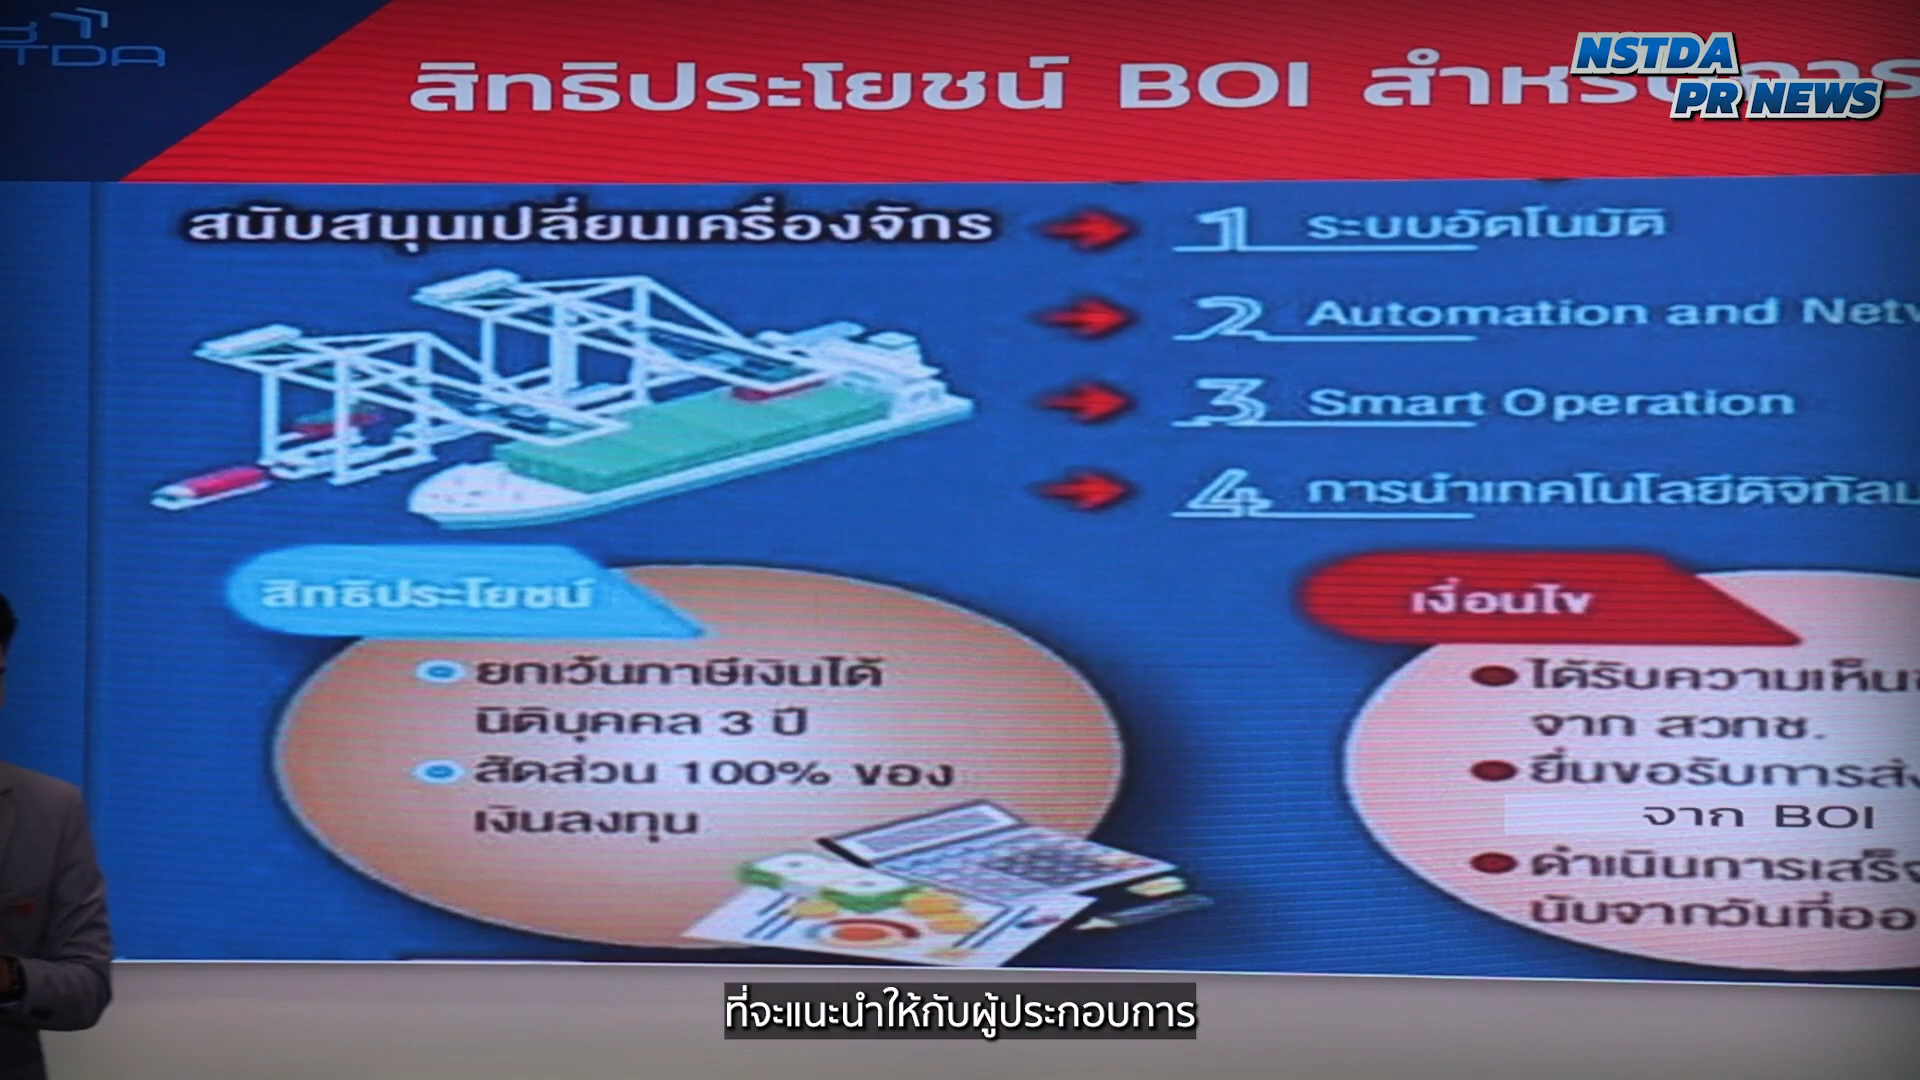 TDA
NSTDA
PR NEWS
สิทธิประโยชน์ BOI
สนับสนุนเปลี่ยนเครื่องจักร
1 ระบบอัตโนมัติ
2 Automation and
3 Smart Operation
4 การนำเทคโนโลยีดิจิทัล
สิทธิประโยชน์
ยกเว้นภาษีเงินได้
นิติบุคคล 3 ปี
สัดส่วน 100% ของ
เงินลงทุน
เงื่อนไข
ได้รับความเห็น
จาก สวทช.
ยื่นขอรับการ
จาก BOI
ดำเนินการเสร็จ
นับจากวันที่
ที่จะแนะนำให้กับผู้ประกอบการ